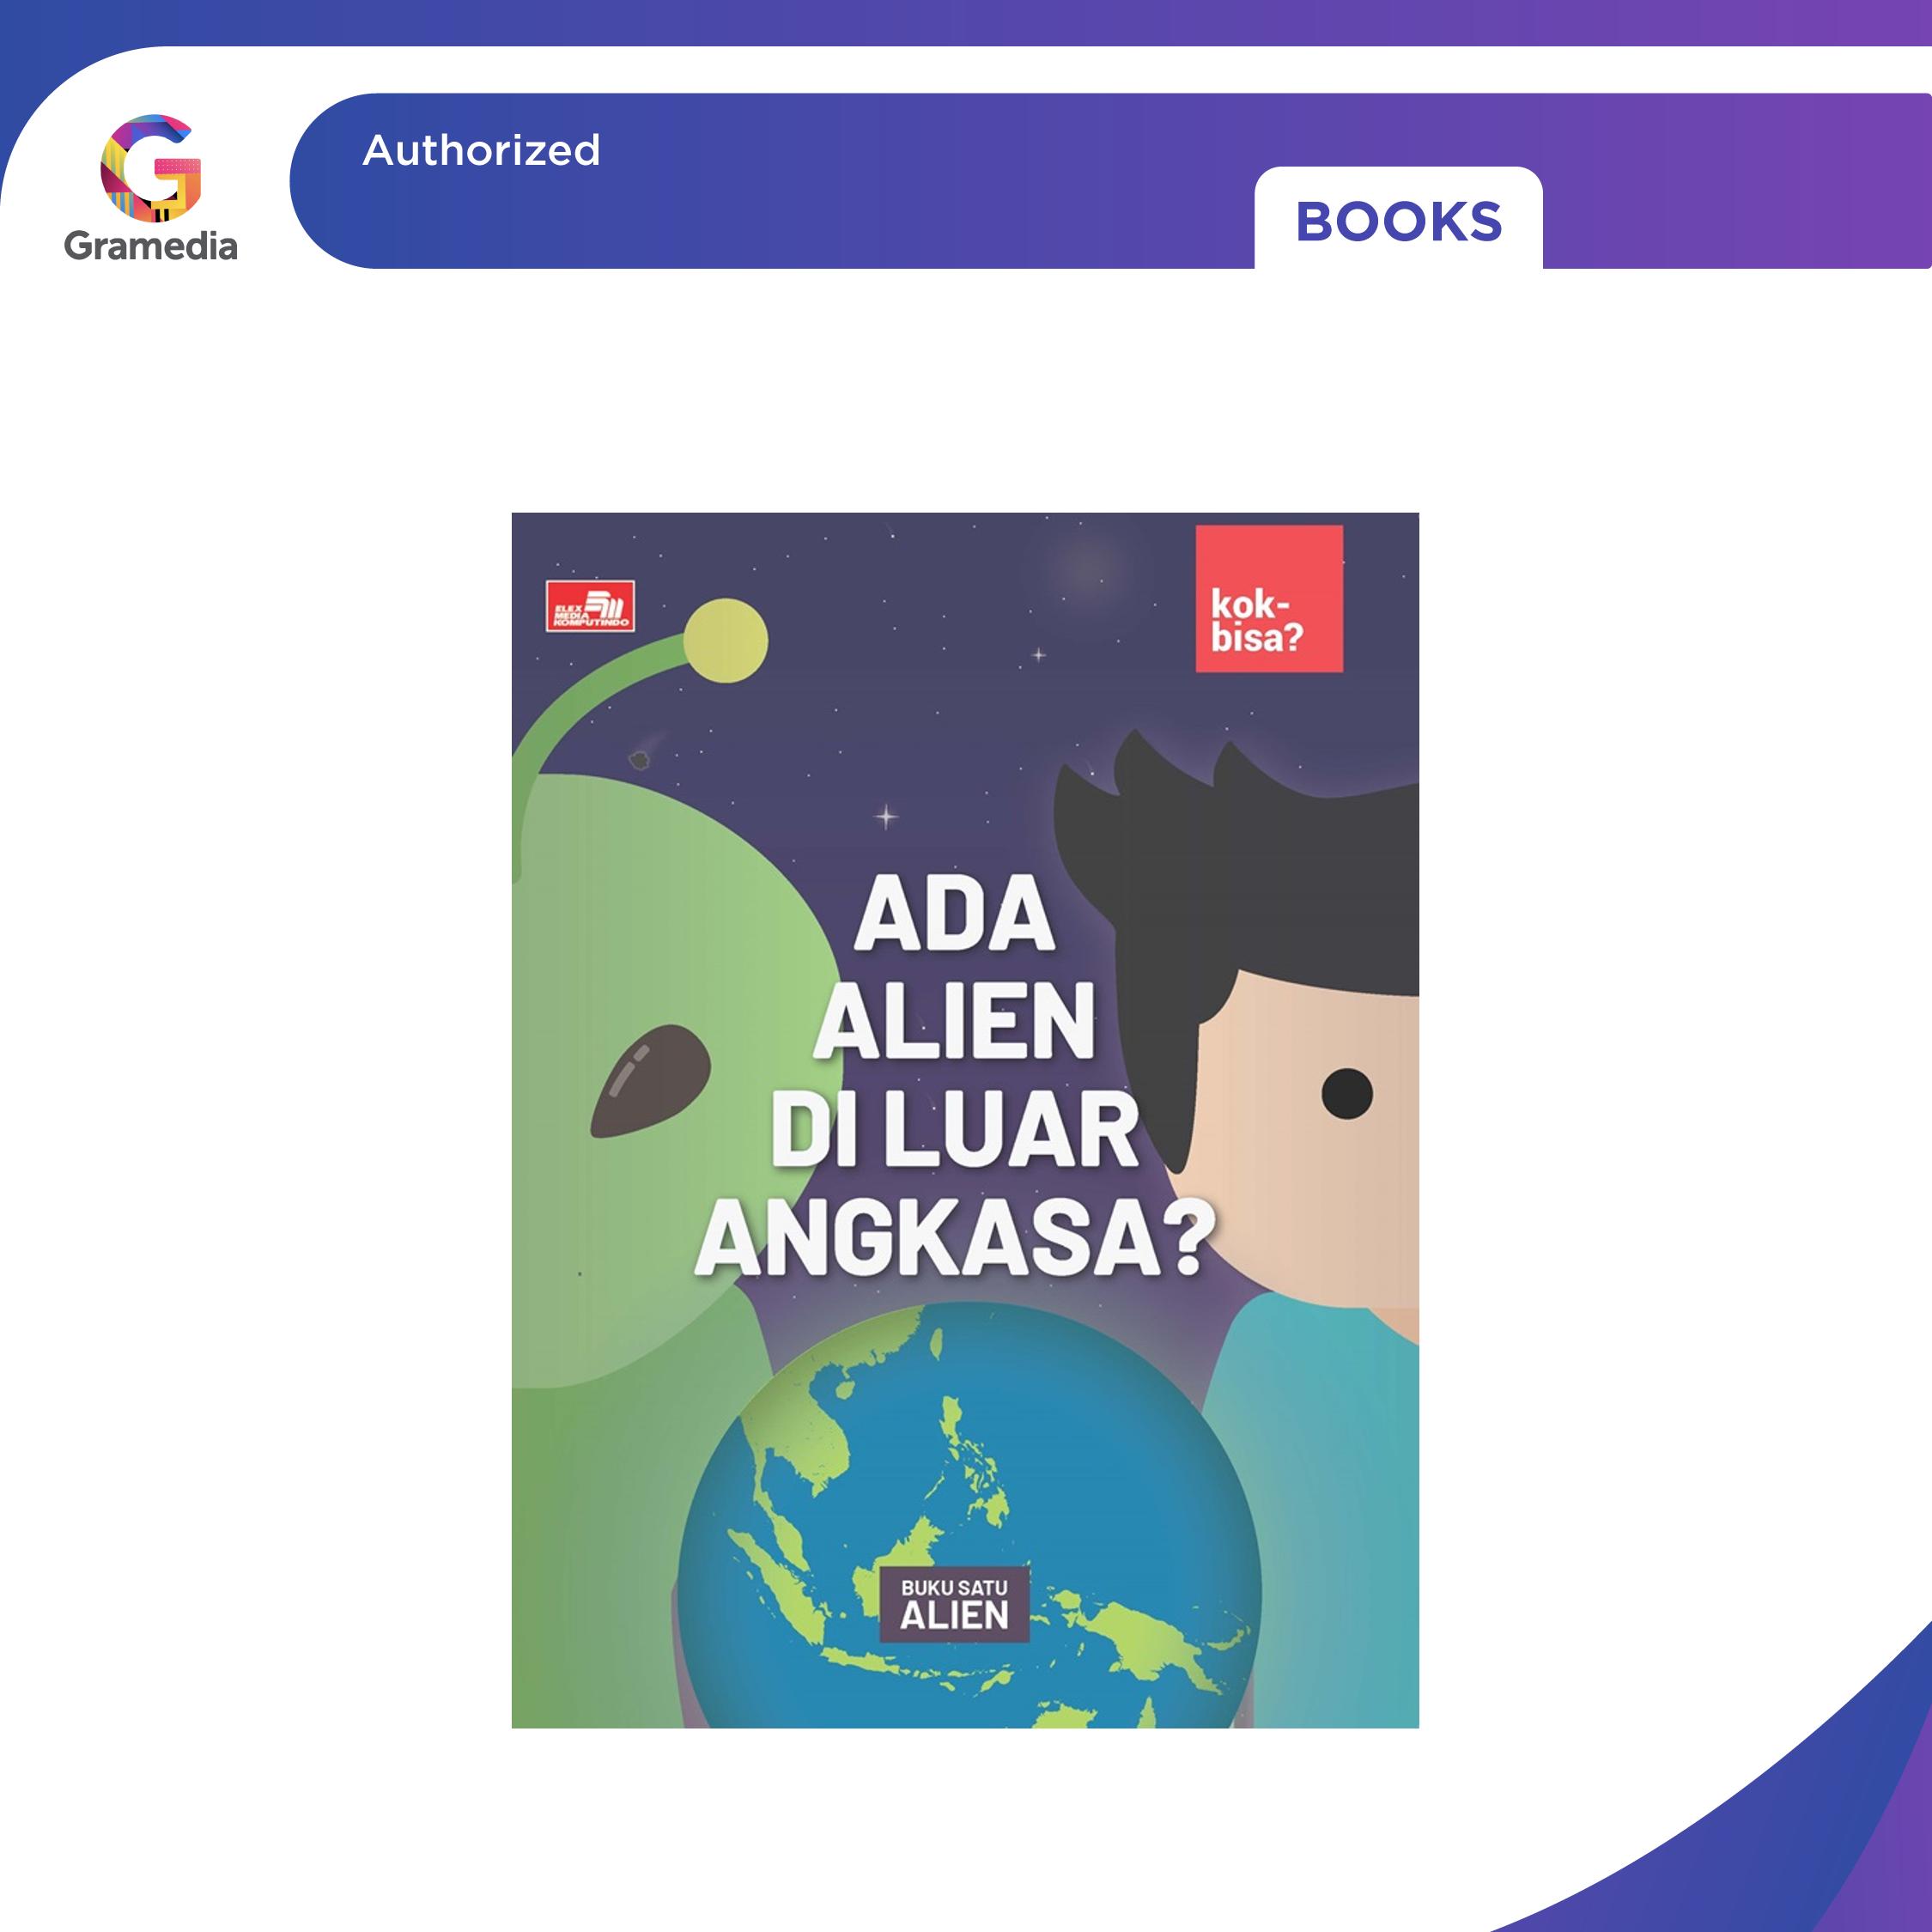 Gramedia
Authorized
BOOKS
ELEX
MEDIA
KOMPUTINDO
kok-
bisa?
ADA
ALIEN
DI LUAR
ANGKASA?
BUKU SATU
ALIEN